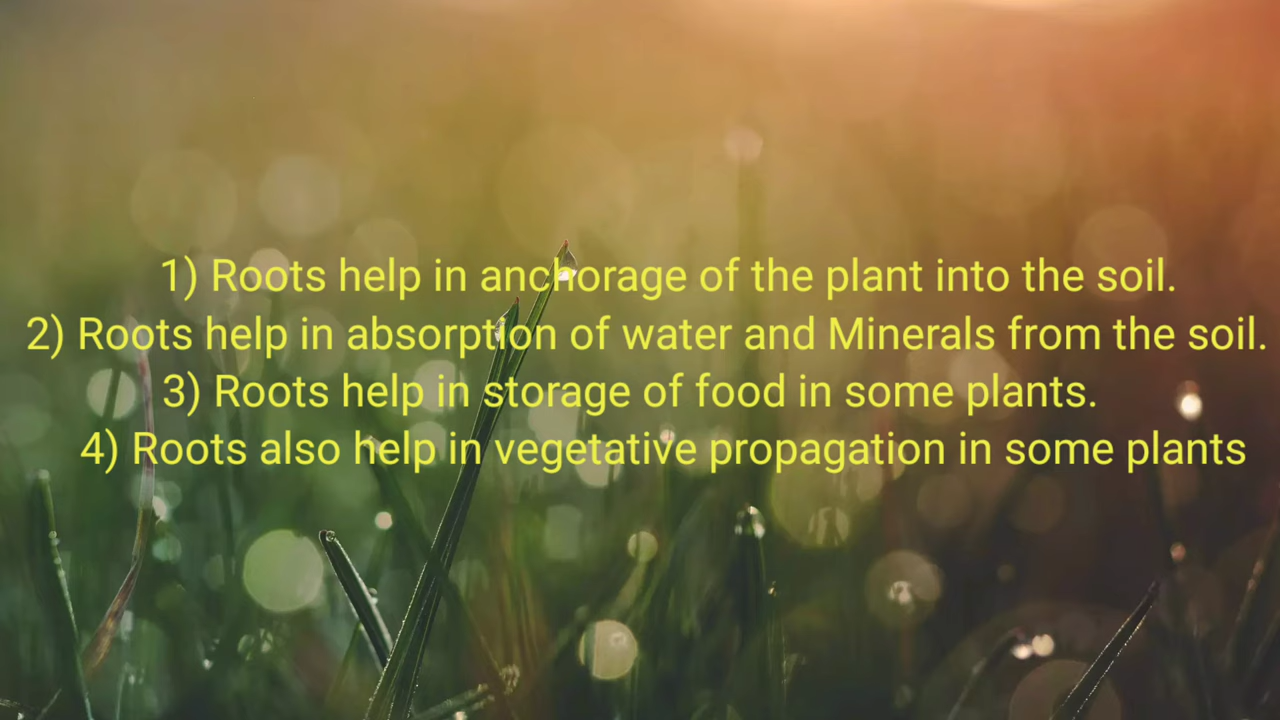 1) Roots help in anchorage of the plant into the soil.
2) Roots help in absorption of water and Minerals from the soil.
3) Roots help in storage of food in some plants.
4) Roots also help in vegetative propagation in some plants